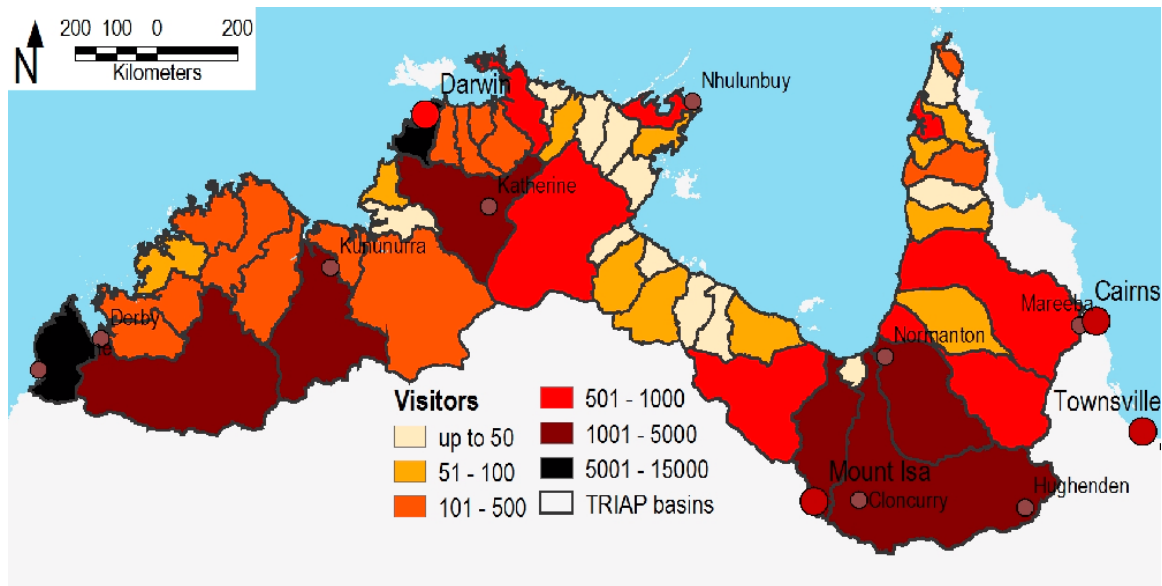 200 100 0 200
N
Kilometers
Darwin
Nhulunbuy
Katherine
Kununurra
Derby
Mareeba
Cairns
Normanton
Townsville
Mount Isa
Cloncurry
Hughenden
Visitors
up to 50
51 - 100
101 - 500
501 - 1000
1001 - 5000
5001 - 15000
TRIAP basins